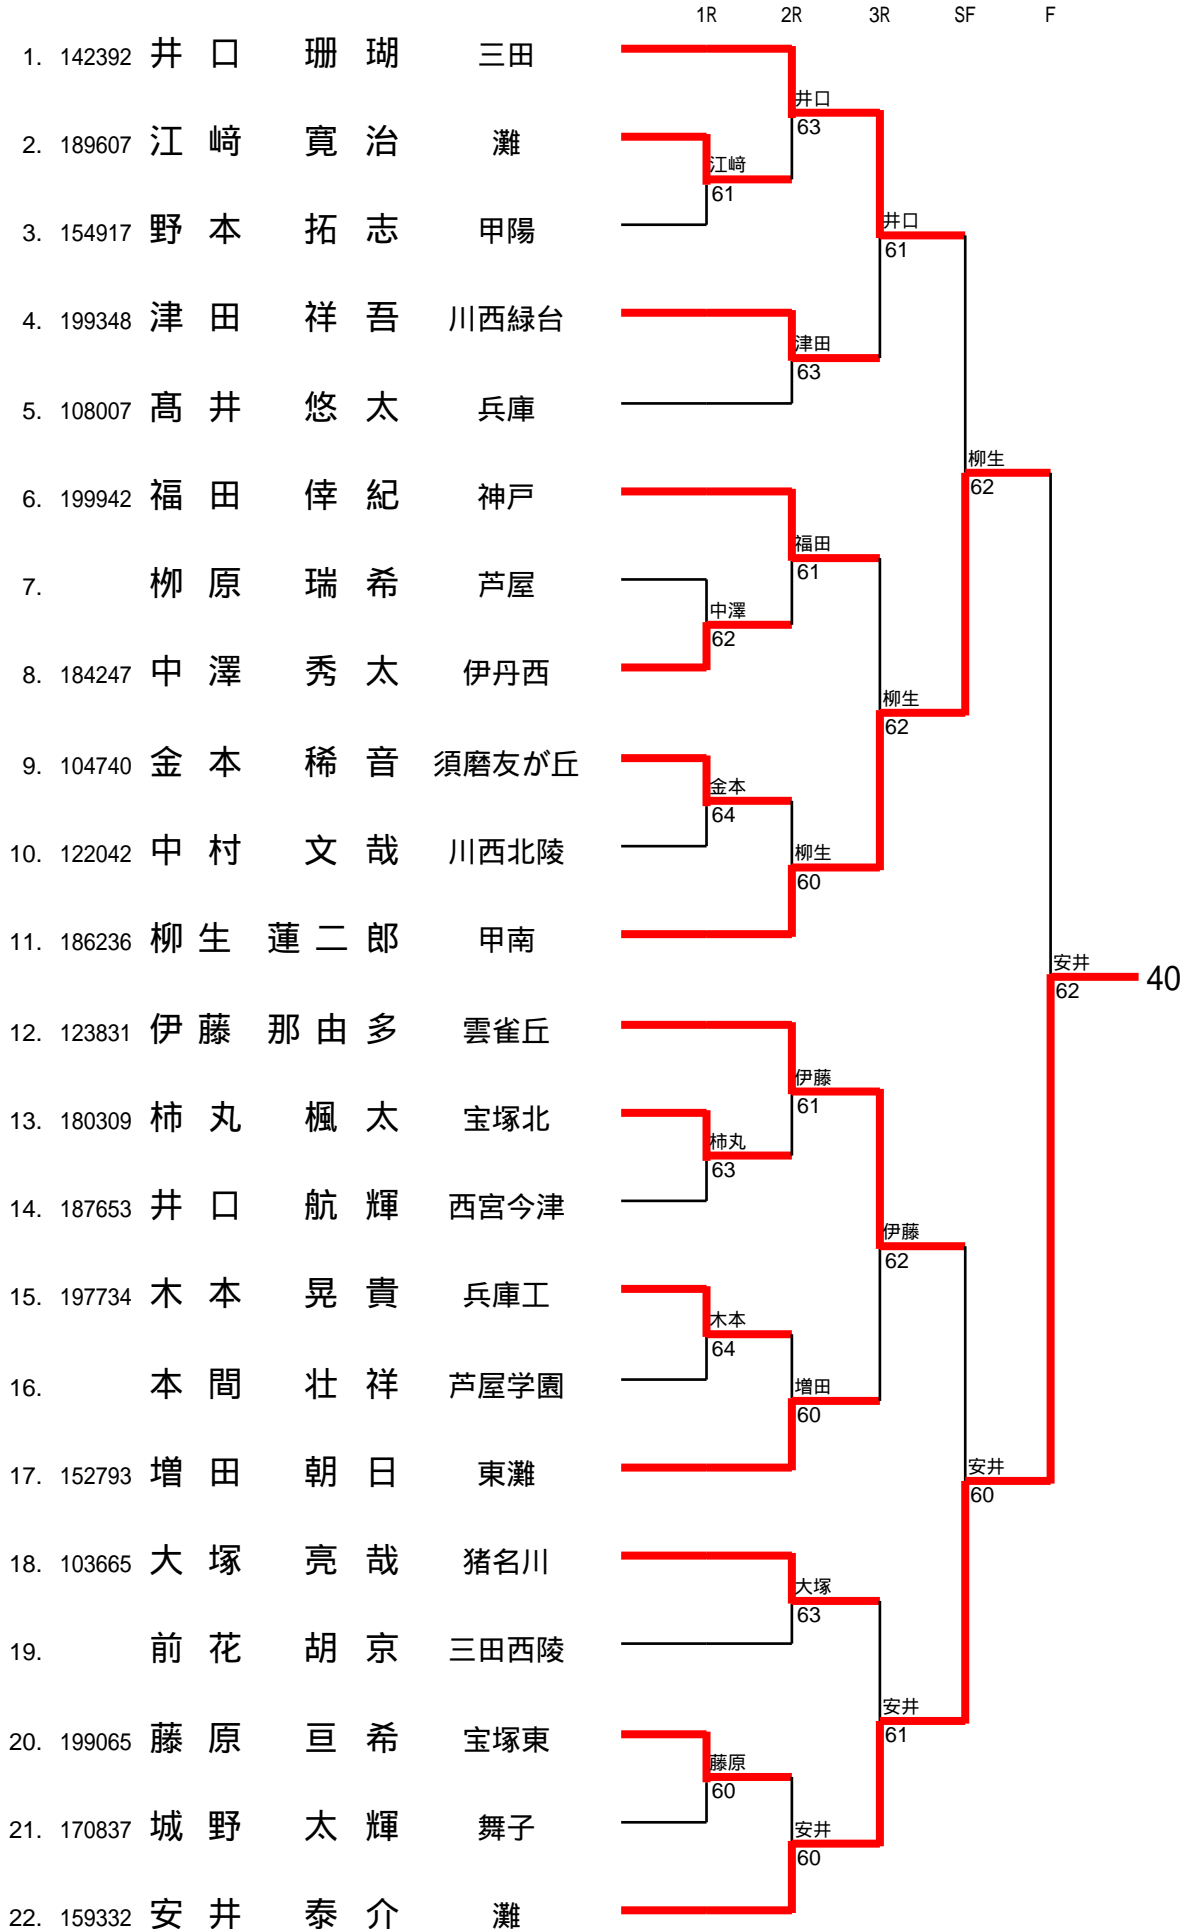 1R 2R 3R SF F
1. 142392 井口 珊瑚 三田
井口
63
2. 189607 江﨑 寛治 灘
江﨑
61
3. 154917 野本 拓志 甲陽
井口
61
4. 199348 津田 祥吾 川西緑台
津田
63
5. 108007 髙井 悠太 兵庫
柳生
62
6. 199942 福田 倖紀 神戸
福田
61
7. 栁原 瑞希 芦屋
中澤
62
8. 184247 中澤 秀太 伊丹西
柳生
62
9. 104740 金本 稀音 須磨友が丘
金本
64
10. 122042 中村 文哉 川西北陵
柳生
60
11. 186236 柳生 蓮二郎 甲南
安井
62
40
12. 123831 伊藤 那由多 雲雀丘
伊藤
61
13. 180309 柿丸 楓太 宝塚北
柿丸
63
14. 187653 井口 航輝 西宮今津
伊藤
62
15. 197734 木本 晃貴 兵庫工
木本
64
16. 本間 壮祥 芦屋学園
増田
60
17. 152793 増田 朝日 東灘
安井
60
18. 103665 大塚 亮哉 猪名川
大塚
63
19. 前花 胡京 三田西陵
安井
61
20. 199065 藤原 亘希 宝塚東
藤原
60
21. 170837 城野 太輝 舞子
安井
60
22. 159332 安井 泰介 灘